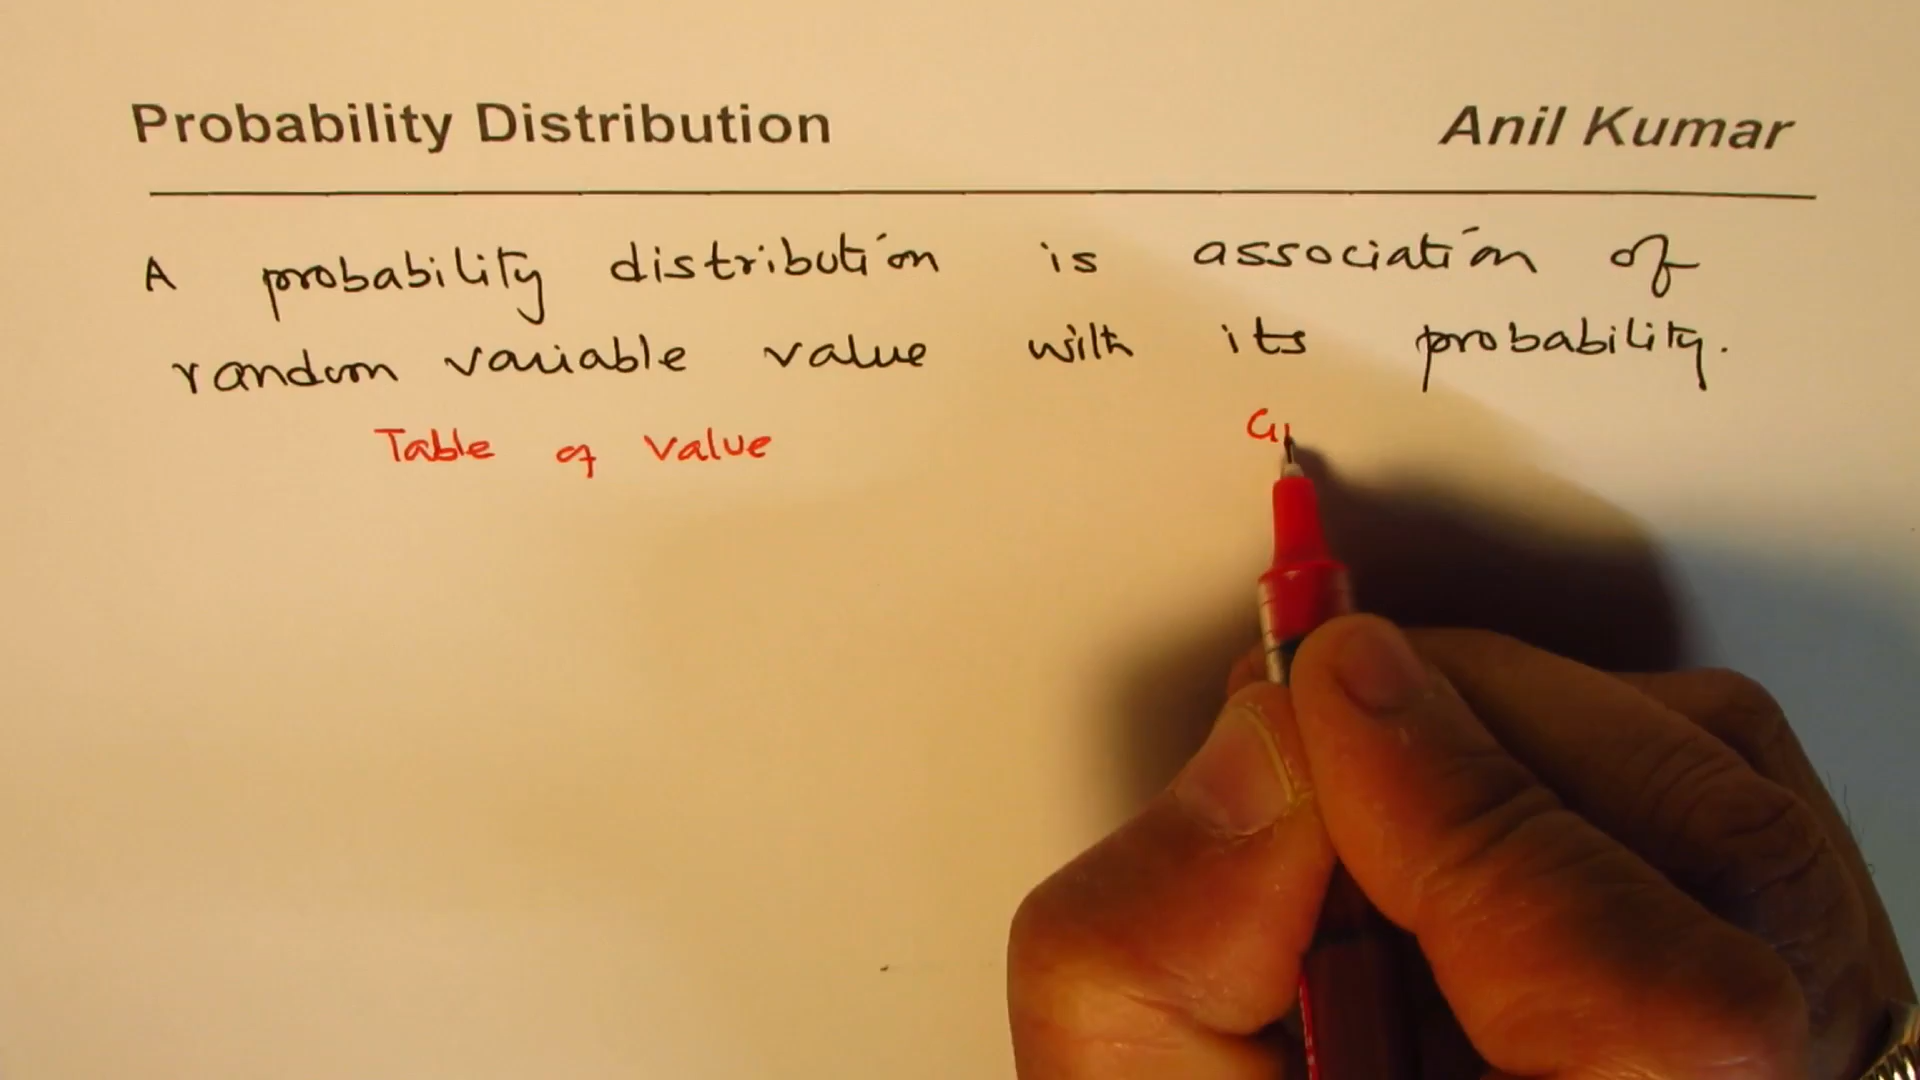 Probability Distribution Anil Kumar
A probability distribution is association of
random variable value with its probability.
Table of Value G